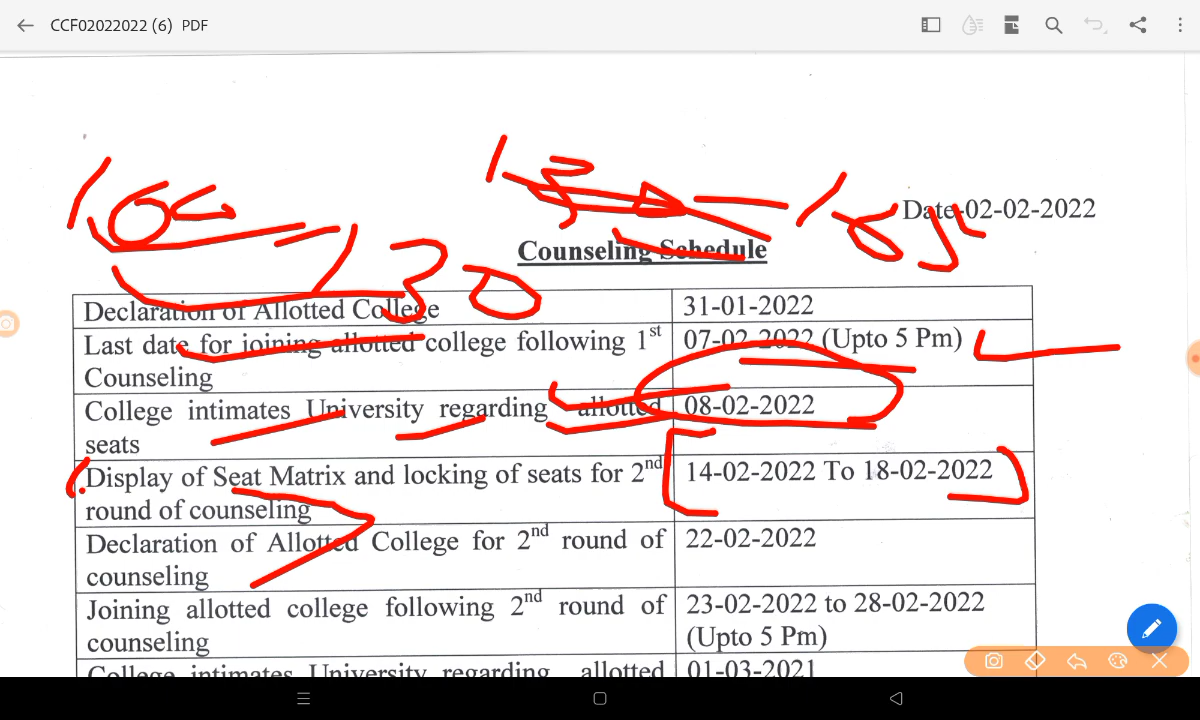 CCF02022022 (6) PDF
Date-02-02-2022
Counseling Schedule
Declaration of Allotted College 31-01-2022
Last date for joining allotted college following 1st 07-02-2022 (Upto 5 Pm)
Counseling
College intimates University regarding allotted 08-02-2022
seats
Display of Seat Matrix and locking of seats for 2nd 14-02-2022 To 18-02-2022
round of counseling
Declaration of Allotted College for 2nd round of 22-02-2022
counseling
Joining allotted college following 2nd round of 23-02-2022 to 28-02-2022
counseling (Upto 5 Pm)
College intimates University regarding allotted 01-03-2021